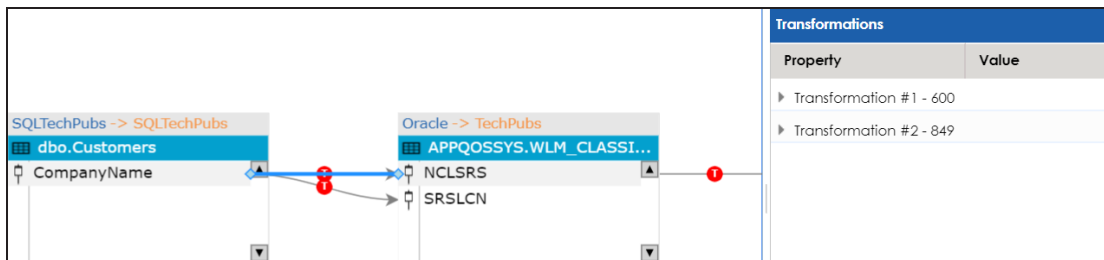 Transformations
Property Value
Transformation #1 - 600
Transformation #2 - 849
SQLTechPubs -> SQLTechPubs
dbo.Customers
CompanyName
T
T
Oracle -> TechPubs
APPQOSSYS.WLM_CLASSI...
NCLSRS
SRSLCN
T